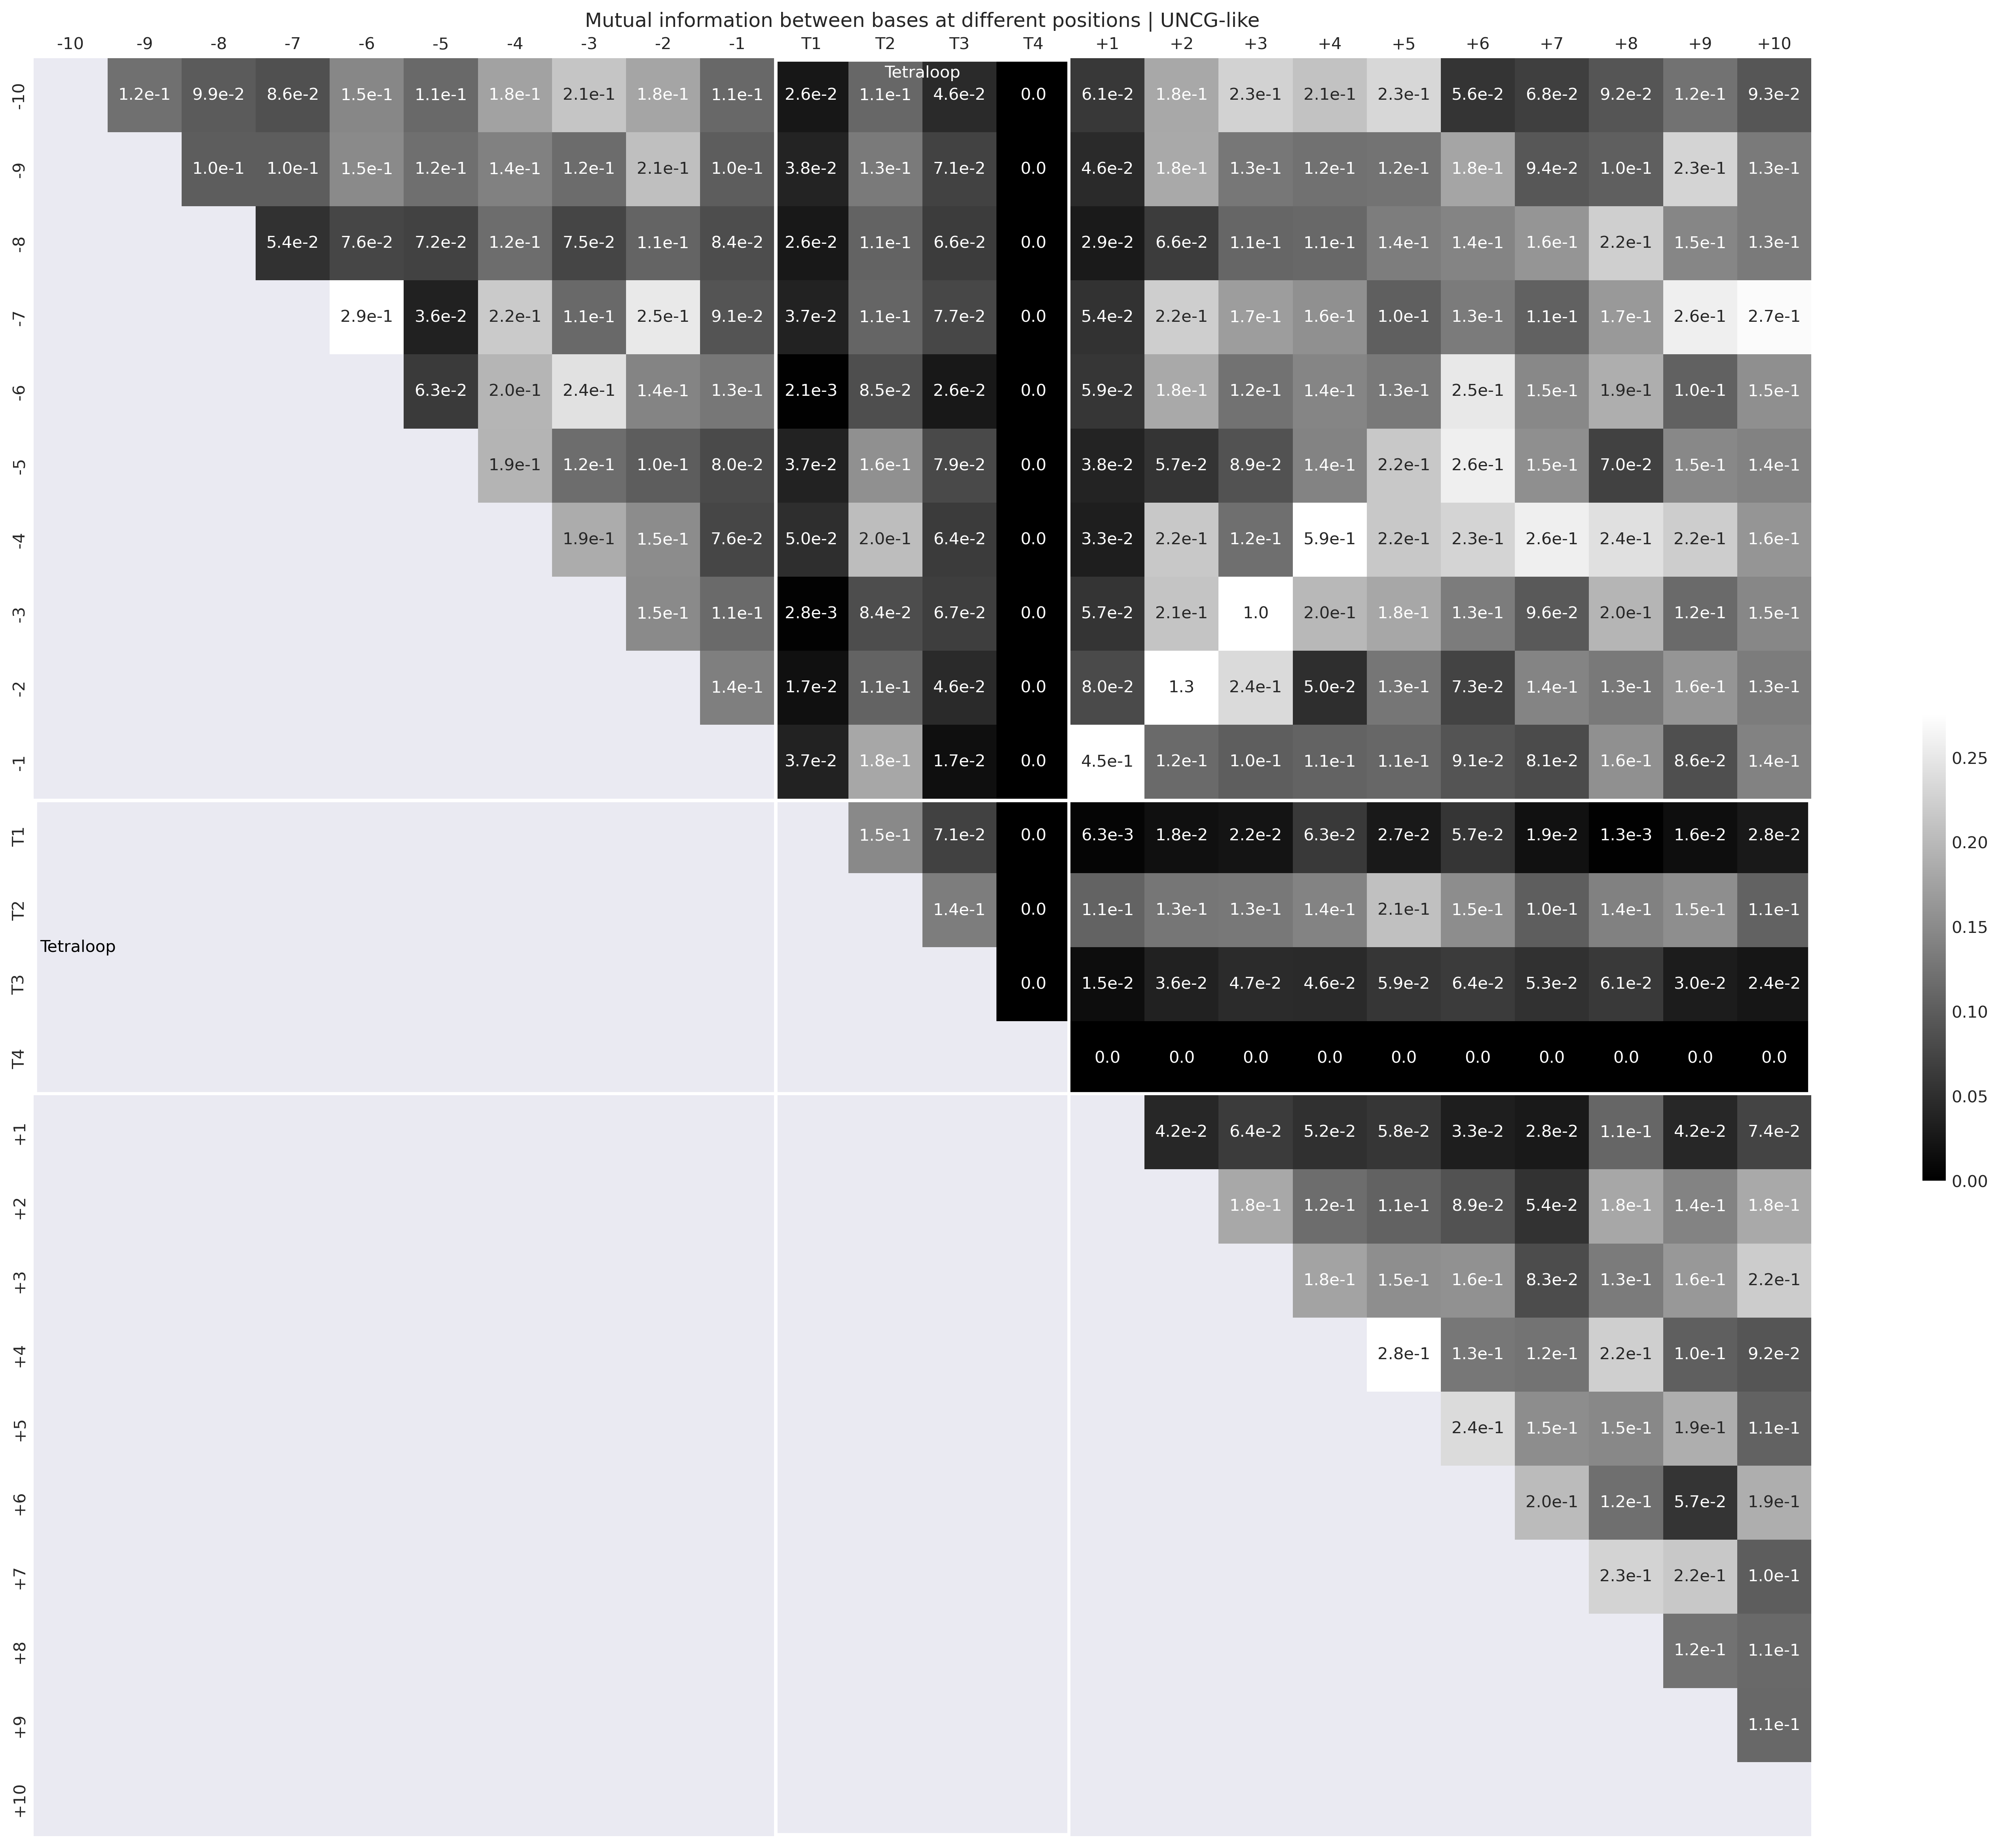 Mutual information between bases at different positions | UNCG-like
-10 -9 -8 -7 -6 -5 -4 -3 -2 -1 T1 T2 T3 T4 +1 +2 +3 +4 +5 +6 +7 +8 +9 +10
Tetraloop
-10 1.2e-1 9.9e-2 8.6e-2 1.5e-1 1.1e-1 1.8e-1 2.1e-1 1.8e-1 1.1e-1 2.6e-2 1.1e-1 4.6e-2 0.0 6.1e-2 1.8e-1 2.3e-1 2.1e-1 2.3e-1 5.6e-2 6.8e-2 9.2e-2 1.2e-1 9.3e-2
-9 1.0e-1 1.0e-1 1.5e-1 1.2e-1 1.4e-1 1.2e-1 2.1e-1 1.0e-1 3.8e-2 1.3e-1 7.1e-2 0.0 4.6e-2 1.8e-1 1.3e-1 1.2e-1 1.2e-1 1.8e-1 9.4e-2 1.0e-1 2.3e-1 1.3e-1
-8 5.4e-2 7.6e-2 7.2e-2 1.2e-1 7.5e-2 1.1e-1 8.4e-2 2.6e-2 1.1e-1 6.6e-2 0.0 2.9e-2 6.6e-2 1.1e-1 1.1e-1 1.4e-1 1.4e-1 1.6e-1 2.2e-1 1.5e-1 1.3e-1
-7 2.9e-1 3.6e-2 2.2e-1 1.1e-1 2.5e-1 9.1e-2 3.7e-2 1.1e-1 7.7e-2 0.0 5.4e-2 2.2e-1 1.7e-1 1.6e-1 1.0e-1 1.3e-1 1.1e-1 1.7e-1 2.6e-1 2.7e-1
-6 6.3e-2 2.0e-1 2.4e-1 1.4e-1 1.3e-1 2.1e-3 8.5e-2 2.6e-2 0.0 5.9e-2 1.8e-1 1.2e-1 1.4e-1 1.3e-1 2.5e-1 1.5e-1 1.9e-1 1.0e-1 1.5e-1
-5 1.9e-1 1.2e-1 1.0e-1 8.0e-2 3.7e-2 1.6e-1 7.9e-2 0.0 3.8e-2 5.7e-2 8.9e-2 1.4e-1 2.2e-1 2.6e-1 1.5e-1 7.0e-2 1.5e-1 1.4e-1
-4 1.9e-1 1.5e-1 7.6e-2 5.0e-2 2.0e-1 6.4e-2 0.0 3.3e-2 2.2e-1 1.2e-1 5.9e-1 2.2e-1 2.3e-1 2.6e-1 2.4e-1 2.2e-1 1.6e-1
-3 1.5e-1 1.1e-1 2.8e-3 8.4e-2 6.7e-2 0.0 5.7e-2 2.1e-1 1.0 2.0e-1 1.8e-1 1.3e-1 9.6e-2 2.0e-1 1.2e-1 1.5e-1
-2 1.4e-1 1.7e-2 1.1e-1 4.6e-2 0.0 8.0e-2 1.3 2.4e-1 5.0e-2 1.3e-1 7.3e-2 1.4e-1 1.3e-1 1.6e-1 1.3e-1
-1 3.7e-2 1.8e-1 1.7e-2 0.0 4.5e-1 1.2e-1 1.0e-1 1.1e-1 1.1e-1 9.1e-2 8.1e-2 1.6e-1 8.6e-2 1.4e-1
T1 1.5e-1 7.1e-2 0.0 6.3e-3 1.8e-2 2.2e-2 6.3e-2 2.7e-2 5.7e-2 1.9e-2 1.3e-3 1.6e-2 2.8e-2
T2 1.4e-1 0.0 1.1e-1 1.3e-1 1.3e-1 1.4e-1 2.1e-1 1.5e-1 1.0e-1 1.4e-1 1.5e-1 1.1e-1
Tetraloop
T3 0.0 1.5e-2 3.6e-2 4.7e-2 4.6e-2 5.9e-2 6.4e-2 5.3e-2 6.1e-2 3.0e-2 2.4e-2
T4 0.0 0.0 0.0 0.0 0.0 0.0 0.0 0.0 0.0 0.0
+1 4.2e-2 6.4e-2 5.2e-2 5.8e-2 3.3e-2 2.8e-2 1.1e-1 4.2e-2 7.4e-2
+2 1.8e-1 1.2e-1 1.1e-1 8.9e-2 5.4e-2 1.8e-1 1.4e-1 1.8e-1
+3 1.8e-1 1.5e-1 1.6e-1 8.3e-2 1.3e-1 1.6e-1 2.2e-1
+4 2.8e-1 1.3e-1 1.2e-1 2.2e-1 1.0e-1 9.2e-2
+5 2.4e-1 1.5e-1 1.5e-1 1.9e-1 1.1e-1
+6 2.0e-1 1.2e-1 5.7e-2 1.9e-1
+7 2.3e-1 2.2e-1 1.0e-1
+8 1.2e-1 1.1e-1
+9 1.1e-1
+10
0.25
0.20
0.15
0.10
0.05
0.00